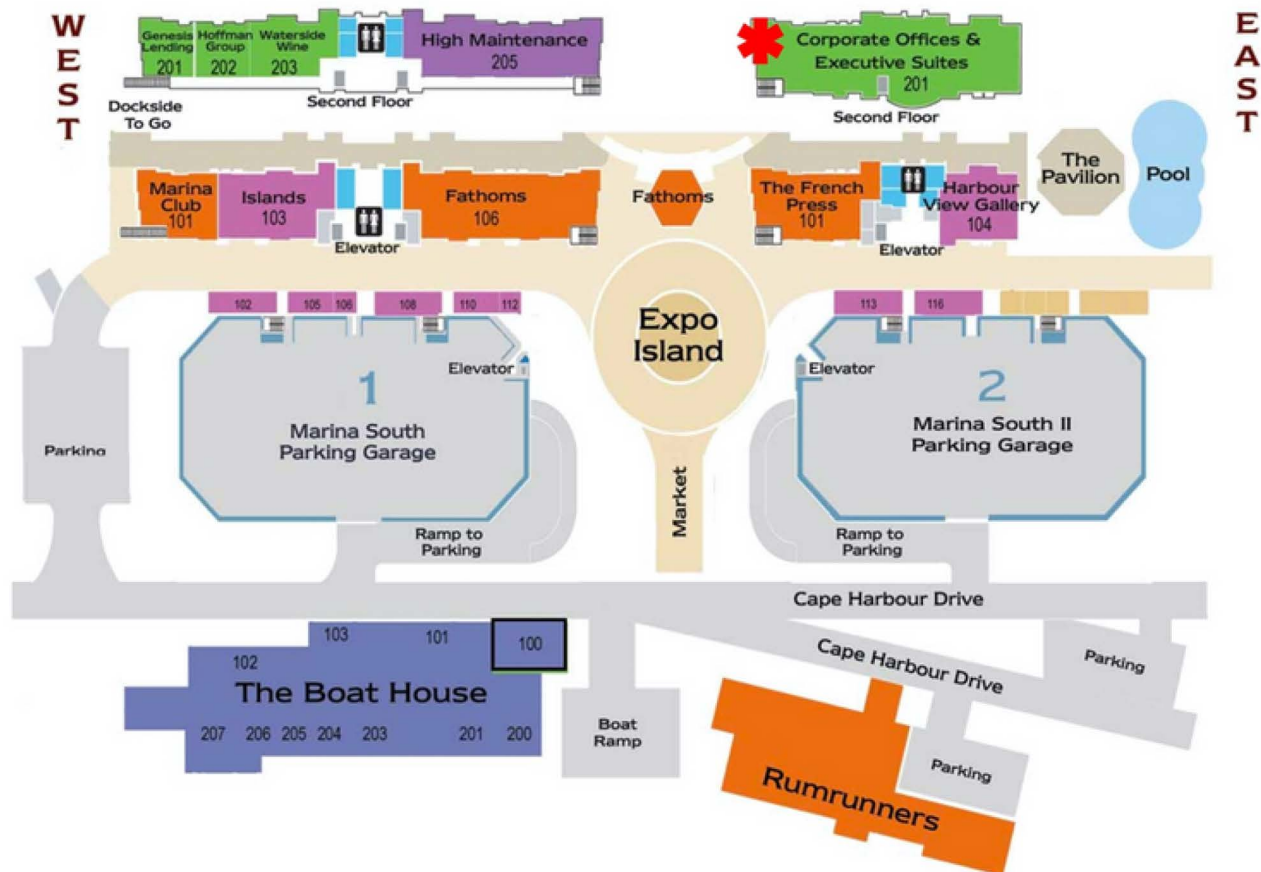 WEST
EAST
Genesis
Lending
201
Hoffman
Group
202
Waterside
Wine
203
High Maintenance
205
Second Floor
Corporate Offices &
Executive Suites
201
Second Floor
Dockside
To Go
Marina
Club
101
Islands
103
Elevator
Fathoms
106
Fathoms
The French
Press
101
Elevator
Harbour
View Gallery
104
The
Pavilion
Pool
102
105
106
108
110
112
113
116
Expo
Island
Elevator
1
Marina South
Parking Garage
Elevator
2
Marina South II
Parking Garage
Parking
Market
Ramp to
Parking
Ramp to
Parking
Cape Harbour Drive
Cape Harbour Drive
Parking
103
101
100
102
The Boat House
207
206
205
204
203
201
200
Boat
Ramp
Parking
Rumrunners